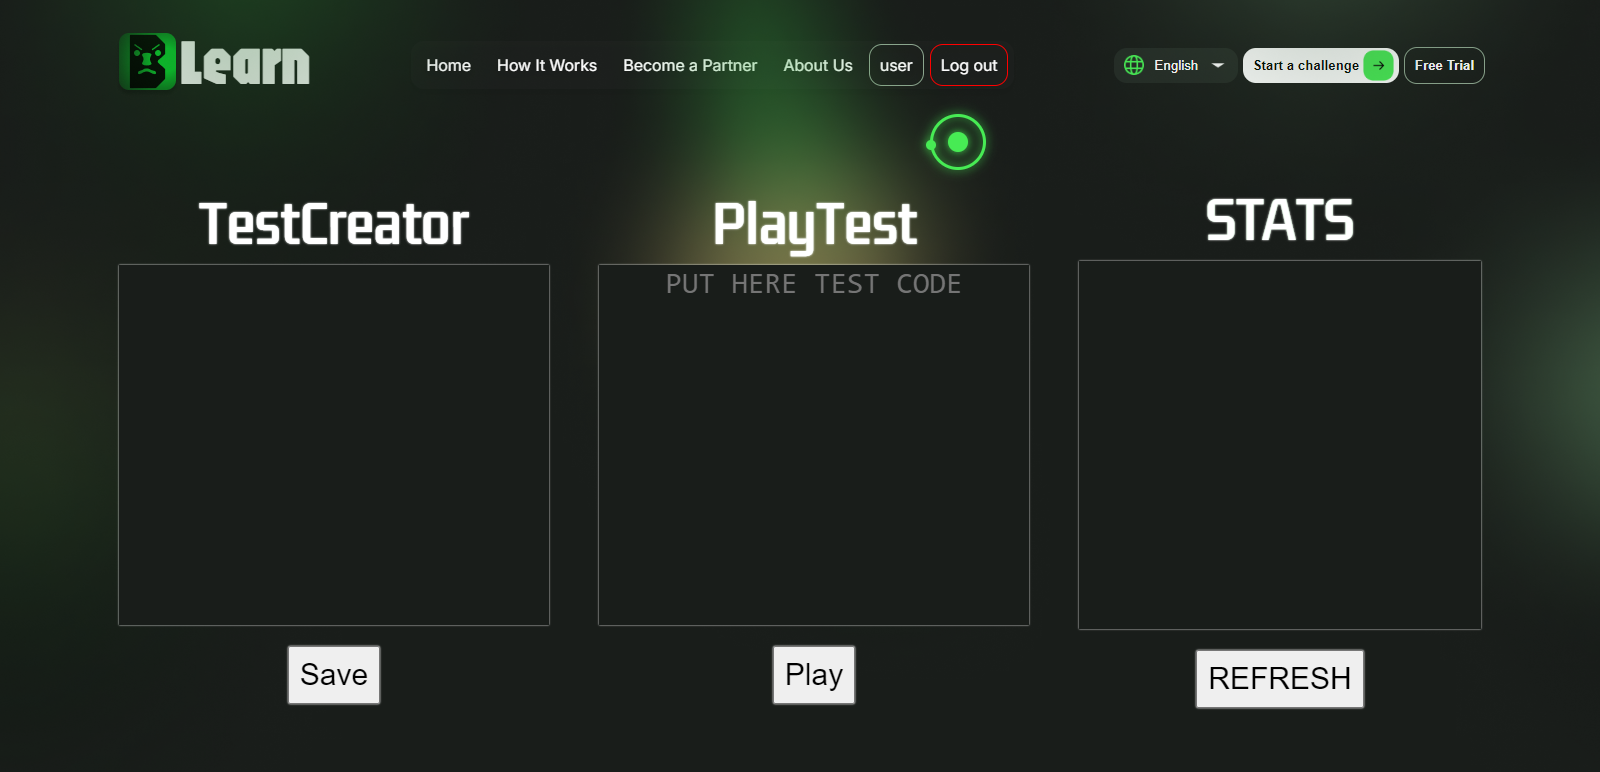 Learn
Home How It Works Become a Partner About Us user Log out
English Start a challenge Free Trial
TestCreator
PlayTest
STATS
PUT HERE TEST CODE
Save
Play
REFRESH